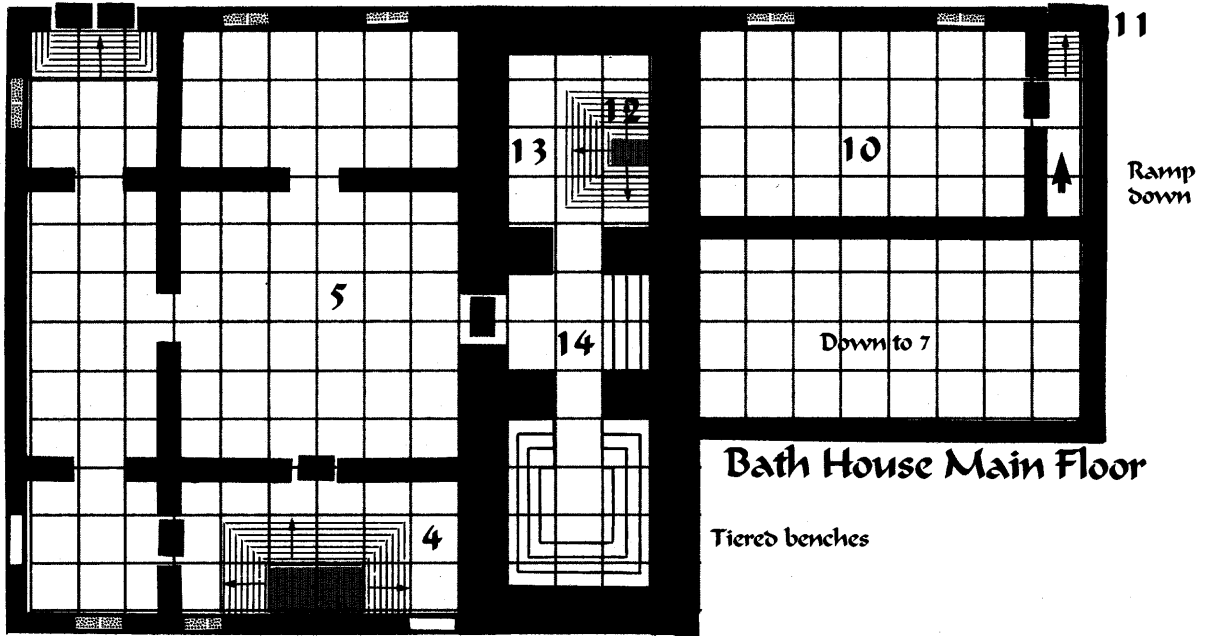 11
12
13
10
Ramp
down
5
14
Down to 7
Bath House Main Floor
4
Tiered benches